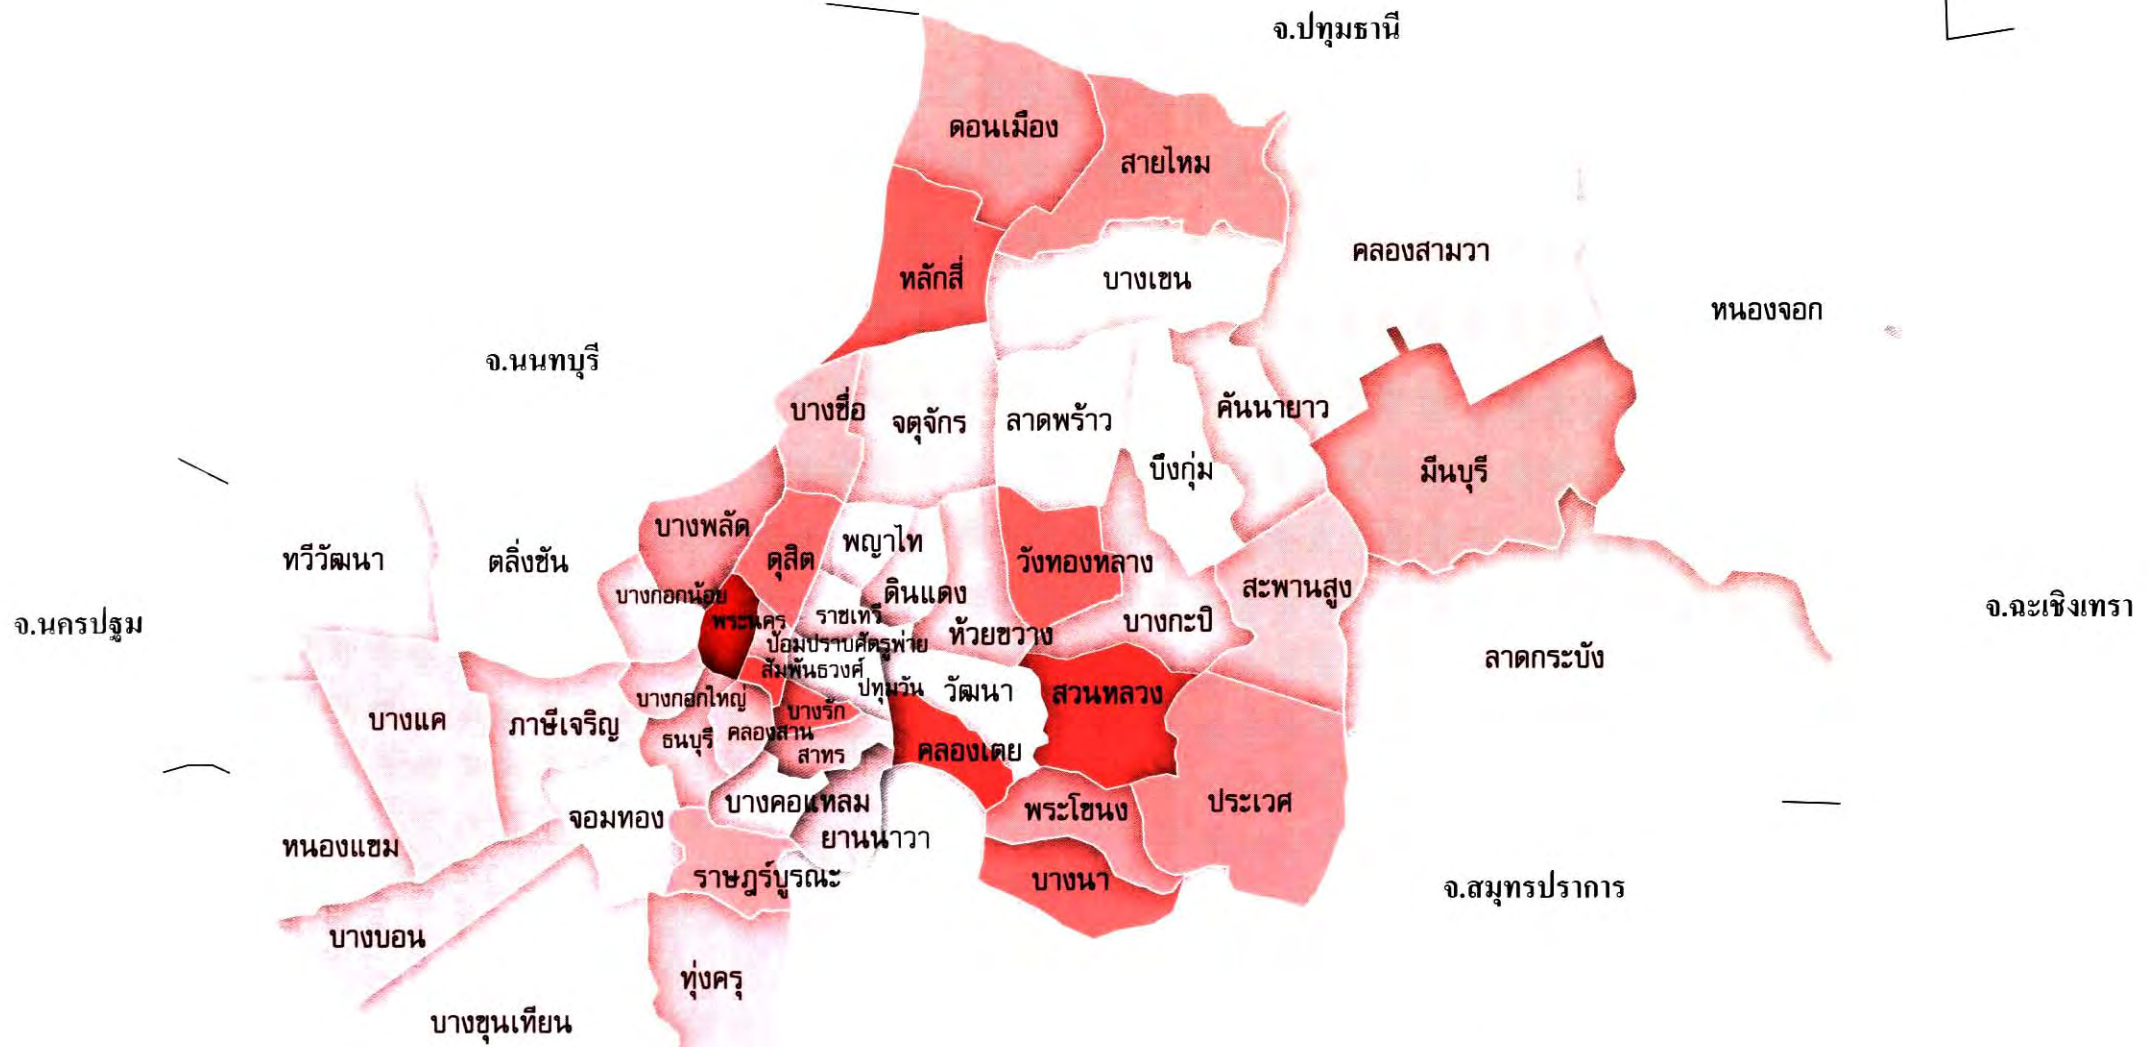 จ.ปทุมธานี
ดอนเมือง
สายไหม
คลองสามวา
หลักสี่
บางเขน
หนองจอก
จ.นนทบุรี
บางซื่อ
จตุจักร
ลาดพร้าว
คันนายาว
บึงกุ่ม
มีนบุรี
บางพลัด
พญาไท
ทวีวัฒนา
ตลิ่งชัน
ดุสิต
วังทองหลาง
สะพานสูง
บางกอกน้อย
ดินแดง
จ.ฉะเชิงเทรา
จ.นครปฐม
พระนคร
ราชเทวี
บางกะปิ
ห้วยขวาง
ป้อมปราบศัตรูพ่าย
ลาดกระบัง
สัมพันธวงศ์
ปทุมวัน
วัฒนา
สวนหลวง
บางกอกใหญ่
บางแค
ภาษีเจริญ
บางรัก
ธนบุรี
คลองสาน
สาทร
คลองเตย
บางคอแหลม
พระโขนง
ประเวศ
จอมทอง
ยานนาวา
หนองแขม
ราษฎร์บูรณะ
บางนา
จ.สมุทรปราการ
บางบอน
ทุ่งครุ
บางขุนเทียน